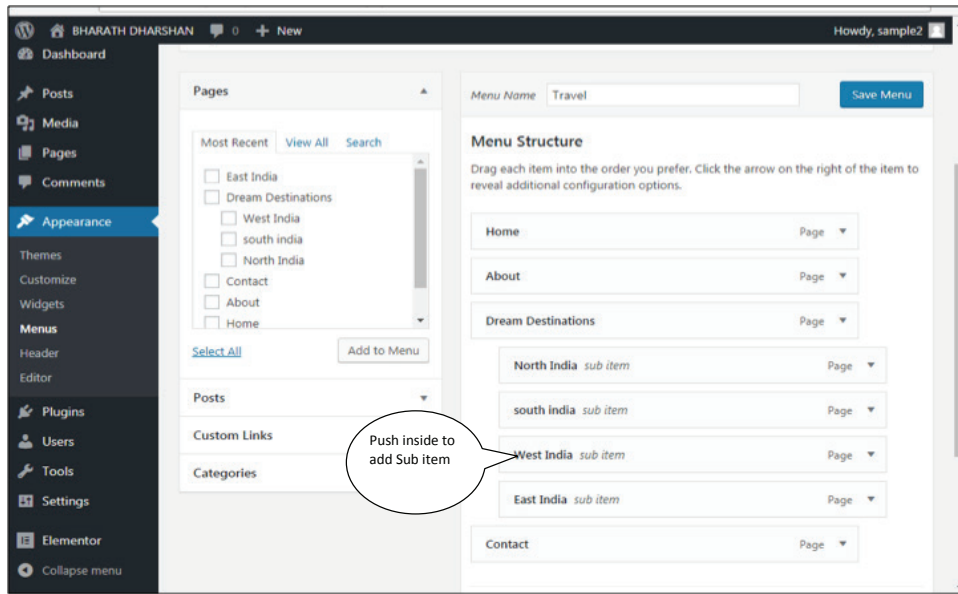 BHARATH DHARSHAN 0 + New Howdy, sample2
Dashboard
Posts
Media
Pages
Comments
Appearance
Themes
Customize
Widgets
Menus
Header
Editor
Plugins
Users
Tools
Settings
Elementor
Collapse menu
Pages
Most Recent View All Search
East India
Dream Destinations
West India
south india
North India
Contact
About
Home
Select All Add to Menu
Posts
Custom Links
Categories
Push inside to
add Sub item
Menu Name Travel Save Menu
Menu Structure
Drag each item into the order you prefer. Click the arrow on the right of the item to
reveal additional configuration options.
Home Page
About Page
Dream Destinations Page
North India sub item Page
south india sub item Page
West India sub item Page
East India sub item Page
Contact Page